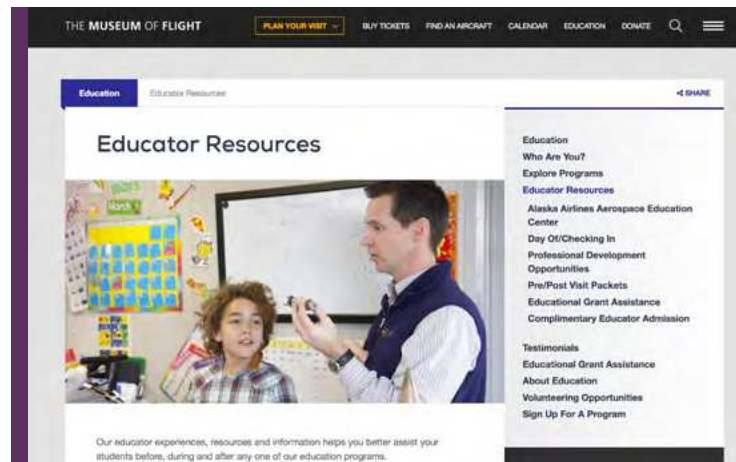 THE MUSEUM OF FLIGHT
PLAN YOUR VISIT
BUY TICKETS
FIND AN AIRCRAFT
CALENDAR
EDUCATION
DONATE
Education
Educator Resources
SHARE
Educator Resources
March
Education
Who Are You?
Explore Programs
Educator Resources
Alaska Airlines Aerospace Education
Center
Day Of/Checking In
Professional Development
Opportunities
Pre/Post Visit Packets
Educational Grant Assistance
Complimentary Educator Admission
Testimonials
Educational Grant Assistance
About Education
Volunteering Opportunities
Sign Up For A Program
Our educator experiences, resources and information helps you better assist your
students before, during and after any one of our education programs.